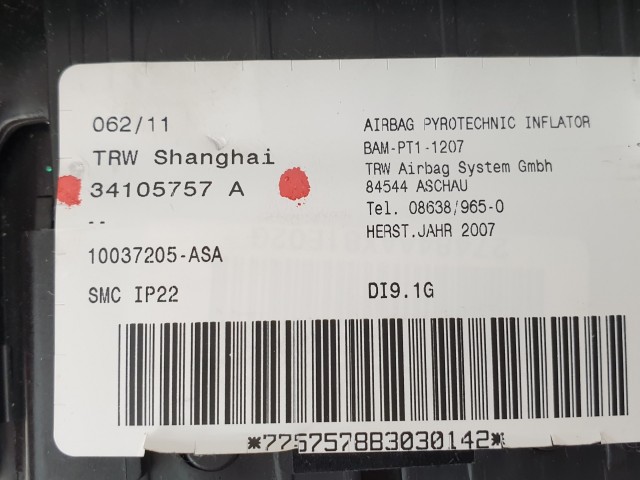 062/11
TRW Shanghai
34105757 A
--
10037205-ASA
SMC IP22
AIRBAG PYROTECHNIC INFLATOR
BAM-PT1-1207
TRW Airbag System Gmbh
84544 ASCHAU
Tel. 08638/965-0
HERST.JAHR 2007
DI9.1G